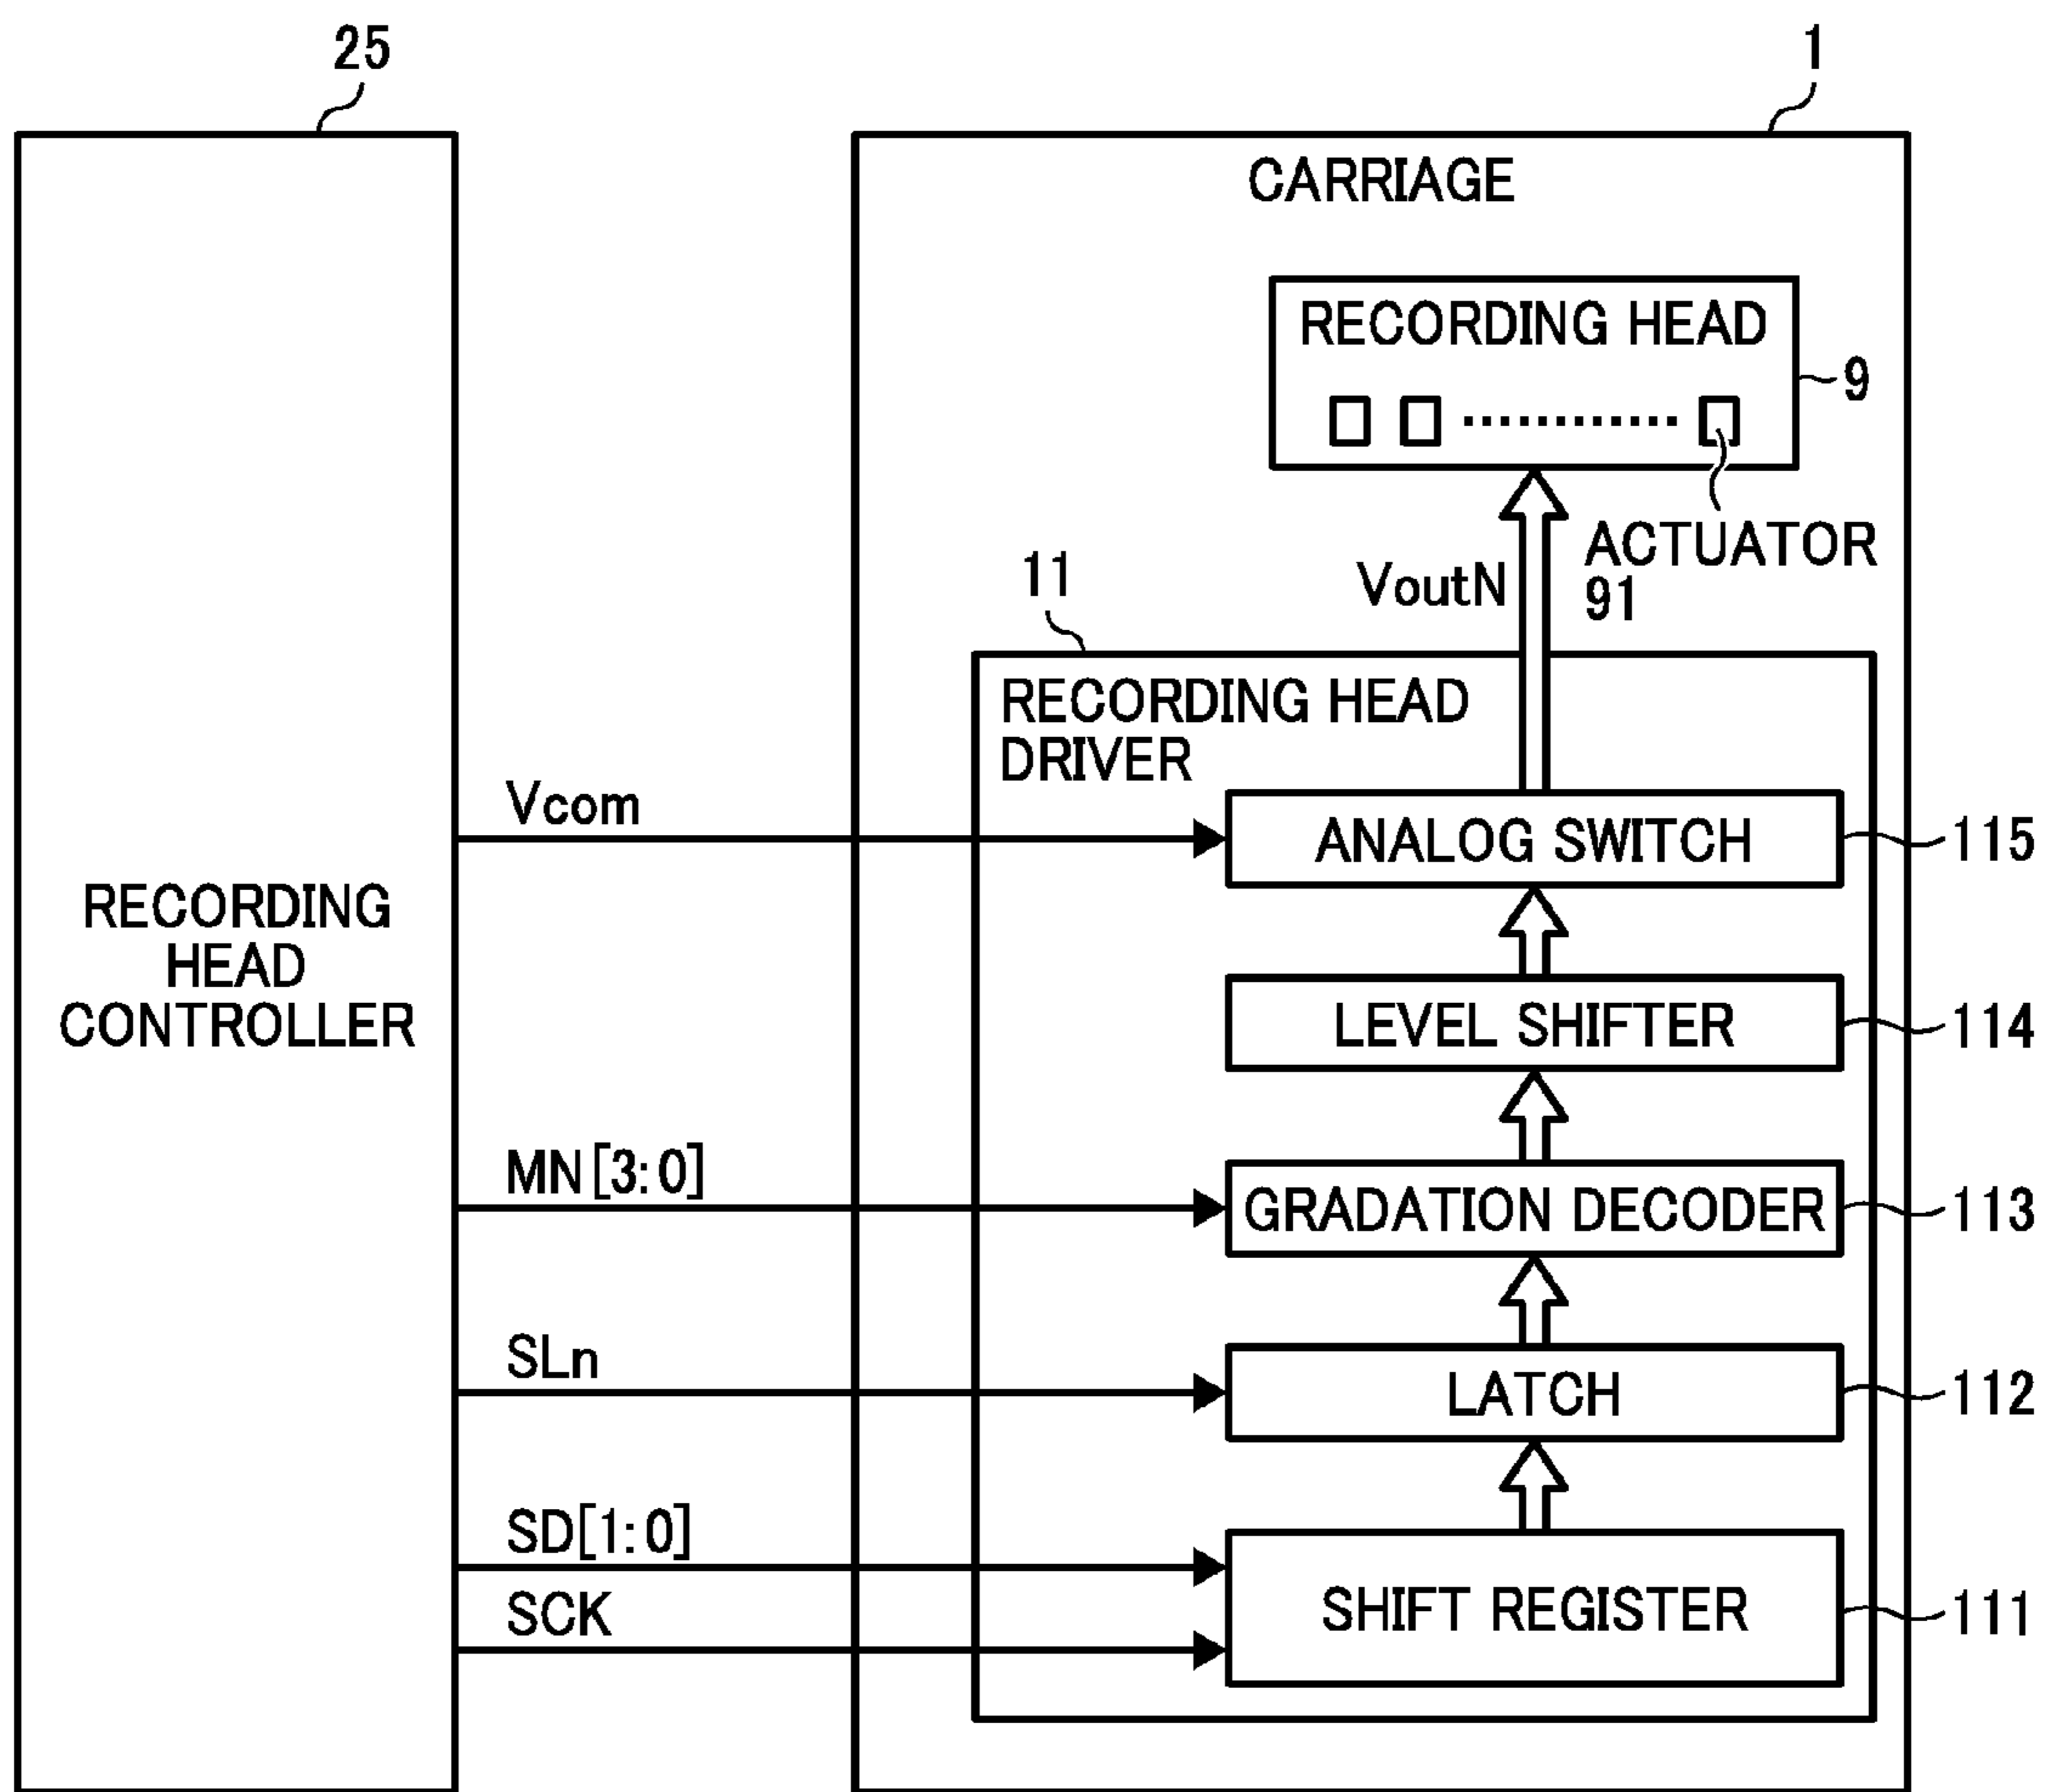 25
1
CARRIAGE
RECORDING HEAD
9
ACTUATOR
91
VoutN
11
RECORDING HEAD
DRIVER
Vcom
ANALOG SWITCH
115
RECORDING
HEAD
CONTROLLER
LEVEL SHIFTER
114
MN[3:0]
GRADATION DECODER
113
SLn
LATCH
112
SD[1:0]
SCK
SHIFT REGISTER
111